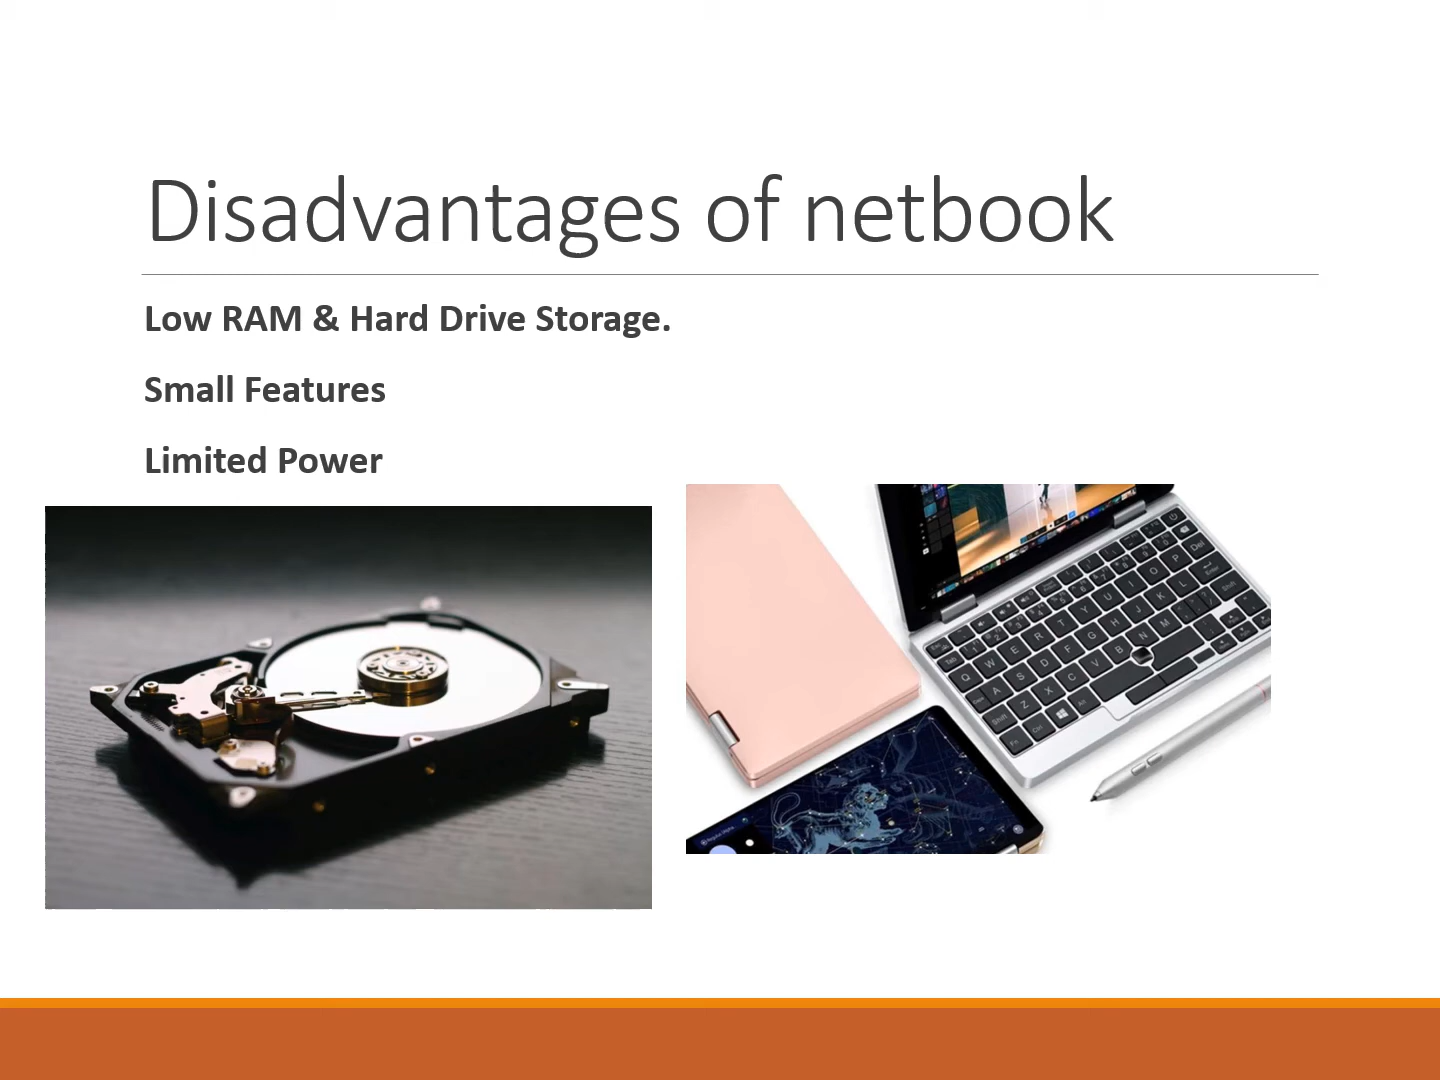 Disadvantages of netbook
Low RAM & Hard Drive Storage.
Small Features
Limited Power